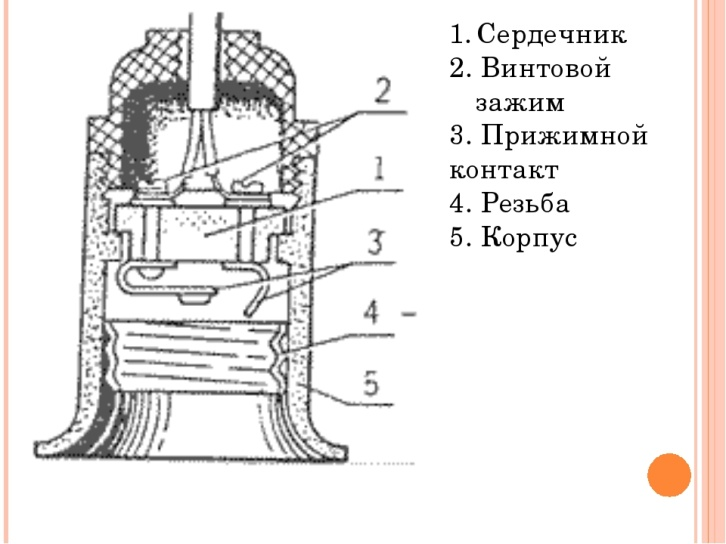 1. Сердечник
2. Винтовой
зажим
3. Прижимной
контакт
4. Резьба
5. Корпус
2
1
3
4
5